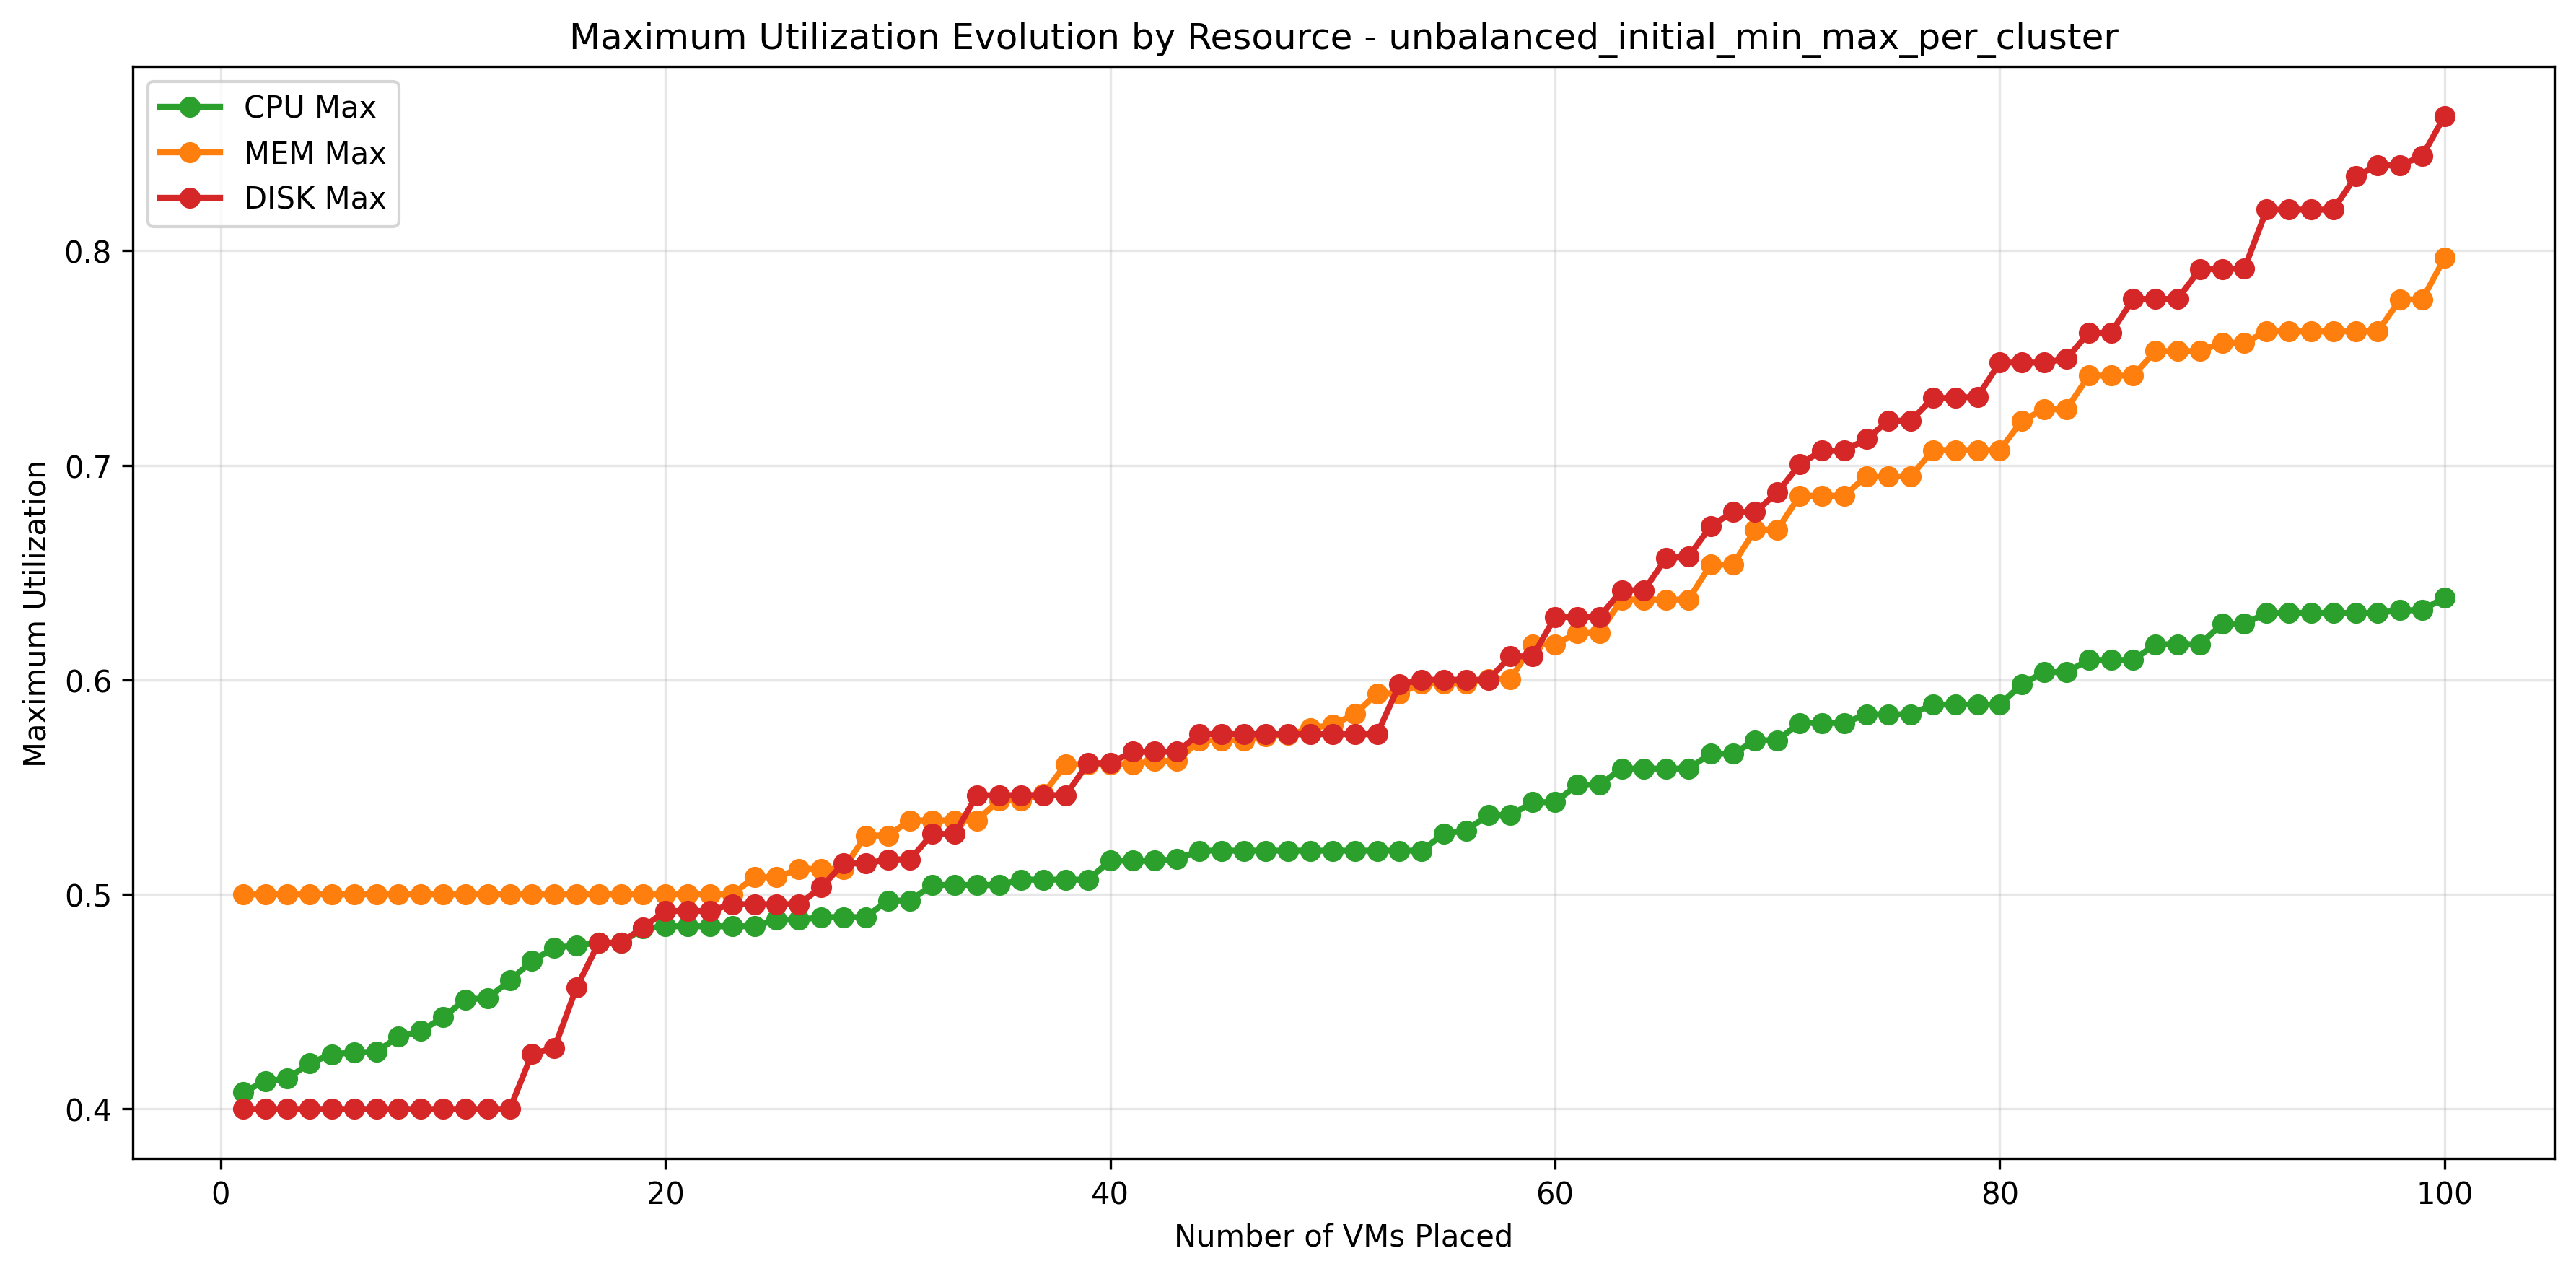 Maximum Utilization Evolution by Resource - unbalanced_initial_min_max_per_cluster
CPU Max
MEM Max
DISK Max
Maximum Utilization
0.8
0.7
0.6
0.5
0.4
0 20 40 60 80 100
Number of VMs Placed